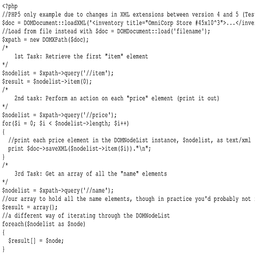 <?php
//PHP5 only example due to changes in XML extensions between version 4 and 5 (Tes
$doc = DOMDocument::loadXML('<inventory title="OmniCorp Store #45x10^3">...</inve
//Load from file instead with $doc = DOMDocument::load('filename');
$xpath = new DOMXPath($doc);
/*
1st Task: Retrieve the first "item" element
*/
$nodelist = $xpath->query('//item');
$result = $nodelist->item(0);
/*
2nd task: Perform an action on each "price" element (print it out)
*/
$nodelist = $xpath->query('//price');
for($i = 0; $i < $nodelist->length; $i++)
{
//print each price element in the DOMNodeList instance, $nodelist, as text/xml
print $doc->saveXML($nodelist->item($i))."\n";
}
/*
3rd Task: Get an array of all the "name" elements
*/
$nodelist = $xpath->query('//name');
//our array to hold all the name elements, though in practice you'd probably not
$result = array();
//a different way of iterating through the DOMNodeList
foreach($nodelist as $node)
{
$result[] = $node;
}